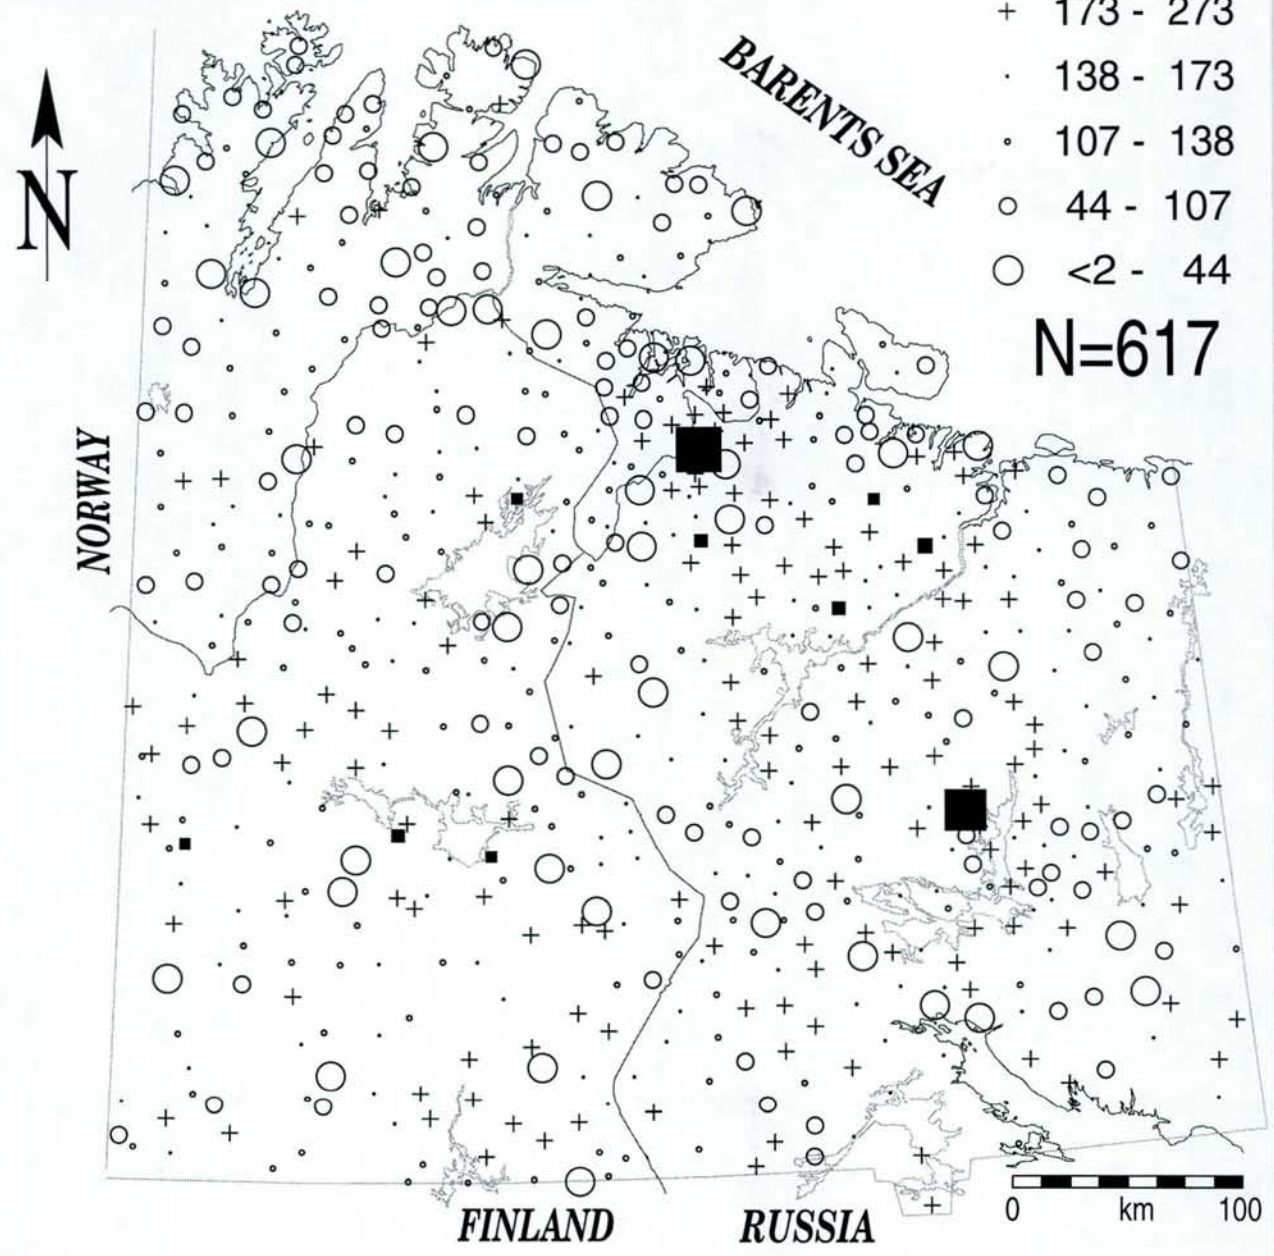 + 173 - 273
BARENTS SEA
138 - 173
107 - 138
44 - 107
N
<2 - 44
N=617
NORWAY
0 km 100
FINLAND RUSSIA